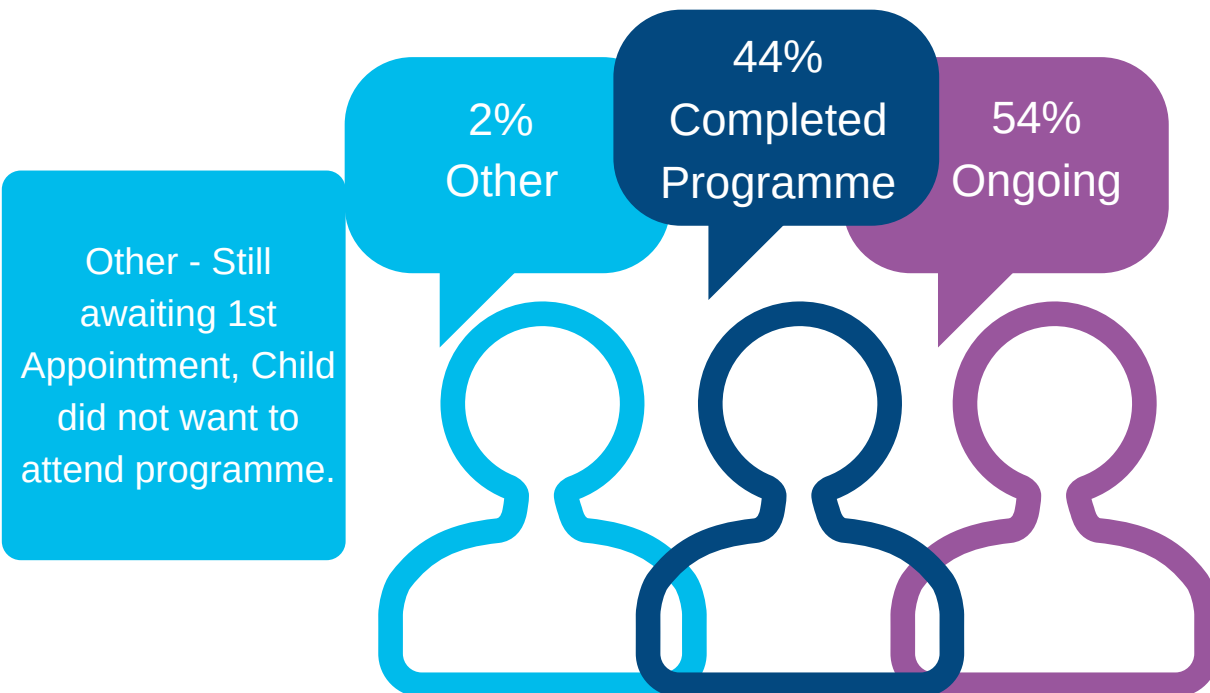 44%
Completed
Programme
2%
Other
54%
Ongoing
Other - Still
awaiting 1st
Appointment, Child
did not want to
attend programme.